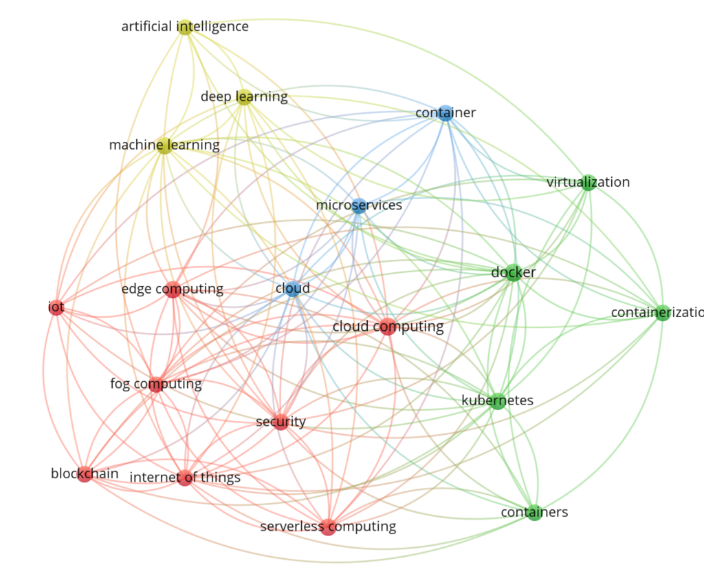 artificial intelligence
deep learning
container
machine learning
virtualization
microservices
docker
edge computing
cloud
iot
containerizatio
cloud computing
fog computing
kubernetes
security
blockchain
internet of things
containers
serverless computing